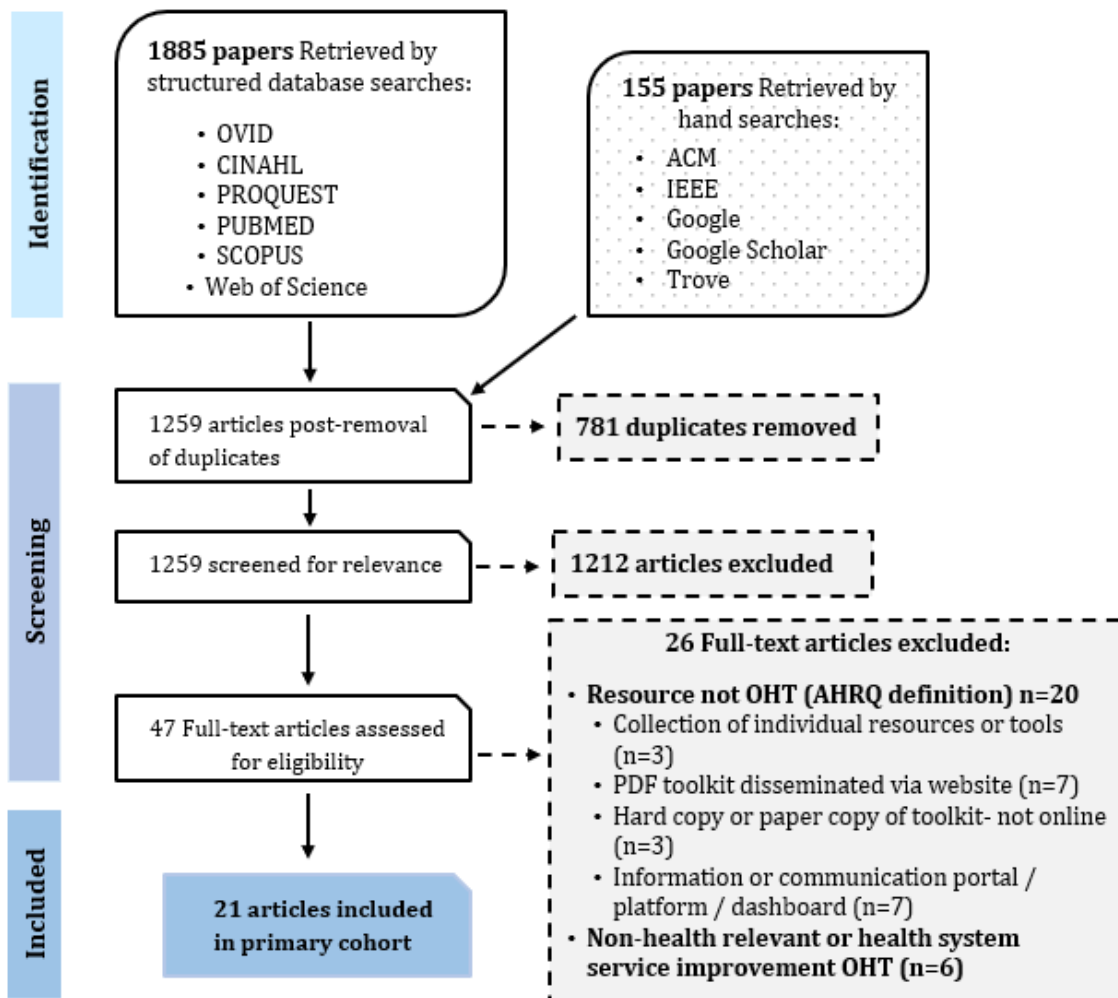 Identification
1885 papers Retrieved by
structured database searches:
• OVID
• CINAHL
• PROQUEST
• PUBMED
• SCOPUS
• Web of Science
155 papers Retrieved by
hand searches:
• ACM
• IEEE
• Google
• Google Scholar
• Trove
Screening
1259 articles post-removal
of duplicates
781 duplicates removed
1259 screened for relevance
1212 articles excluded
47 Full-text articles assessed
for eligibility
26 Full-text articles excluded:
• Resource not OHT (AHRQ definition) n=20
• Collection of individual resources or tools
(n=3)
• PDF toolkit disseminated via website (n=7)
• Hard copy or paper copy of toolkit- not online
(n=3)
• Information or communication portal /
platform / dashboard (n=7)
• Non-health relevant or health system
service improvement OHT (n=6)
Included
21 articles included
in primary cohort